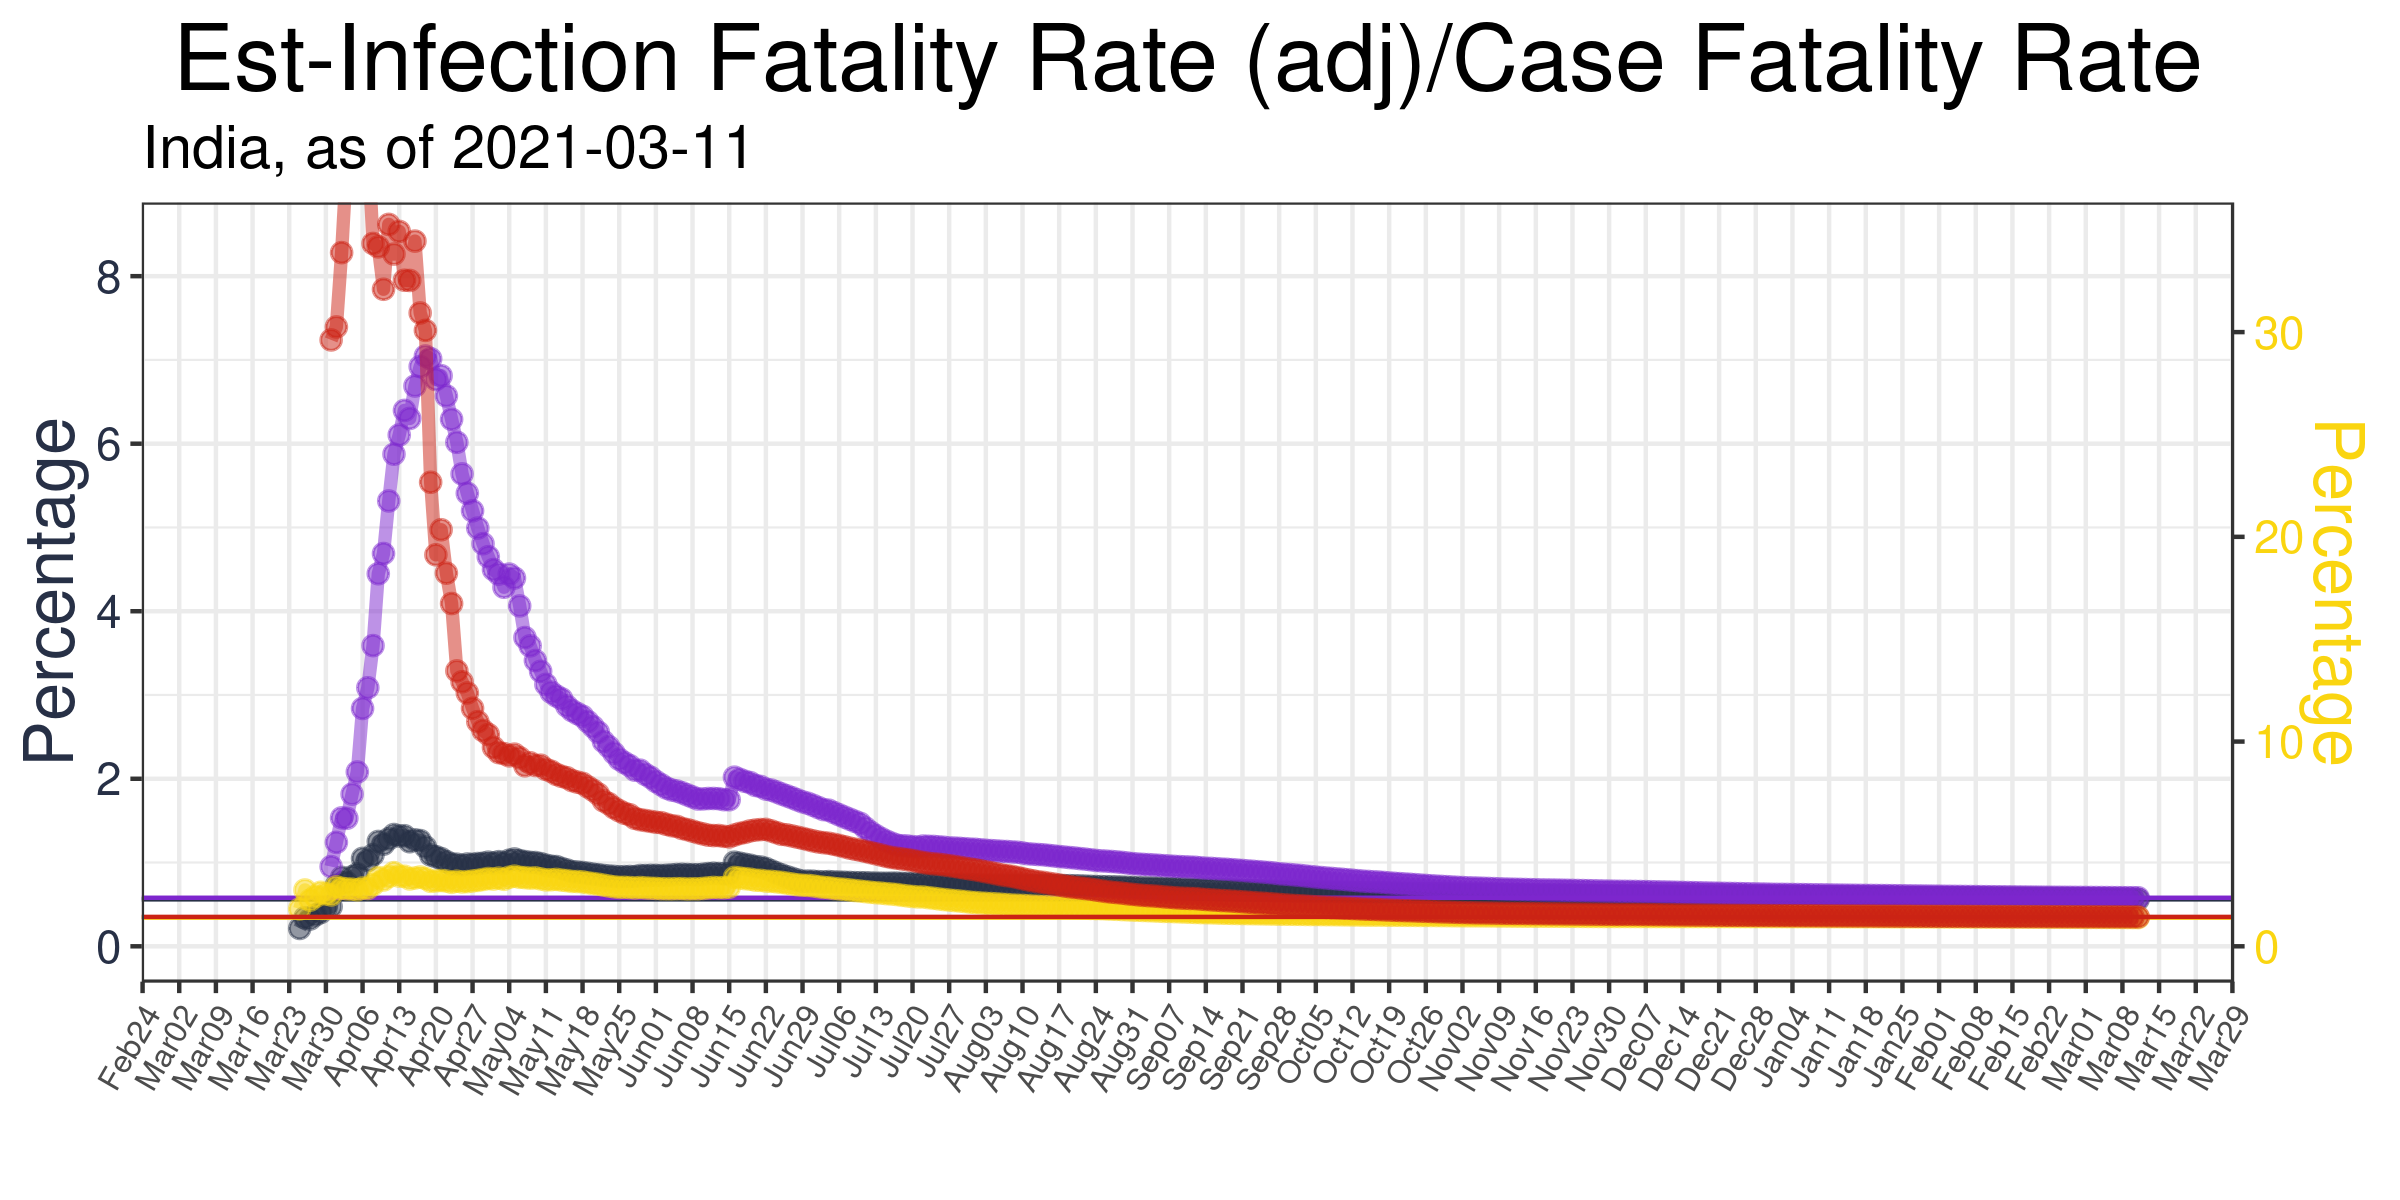 Est-Infection Fatality Rate (adj)/Case Fatality Rate
India, as of 2021-03-11
Percentage
8
6
4
2
0
30
20
10
0
Percentage
Feb24
Mar02
Mar09
Mar16
Mar23
Mar30
Apr06
Apr13
Apr20
Apr27
May04
May11
May18
May25
Jun01
Jun08
Jun15
Jun22
Jun29
Jul06
Jul13
Jul20
Jul27
Aug03
Aug10
Aug17
Aug24
Aug31
Sep07
Sep14
Sep21
Sep28
Oct05
Oct12
Oct19
Oct26
Nov02
Nov09
Nov16
Nov23
Nov30
Dec07
Dec14
Dec21
Dec28
Jan04
Jan11
Jan18
Jan25
Feb01
Feb08
Feb15
Feb22
Mar01
Mar08
Mar15
Mar22
Mar29